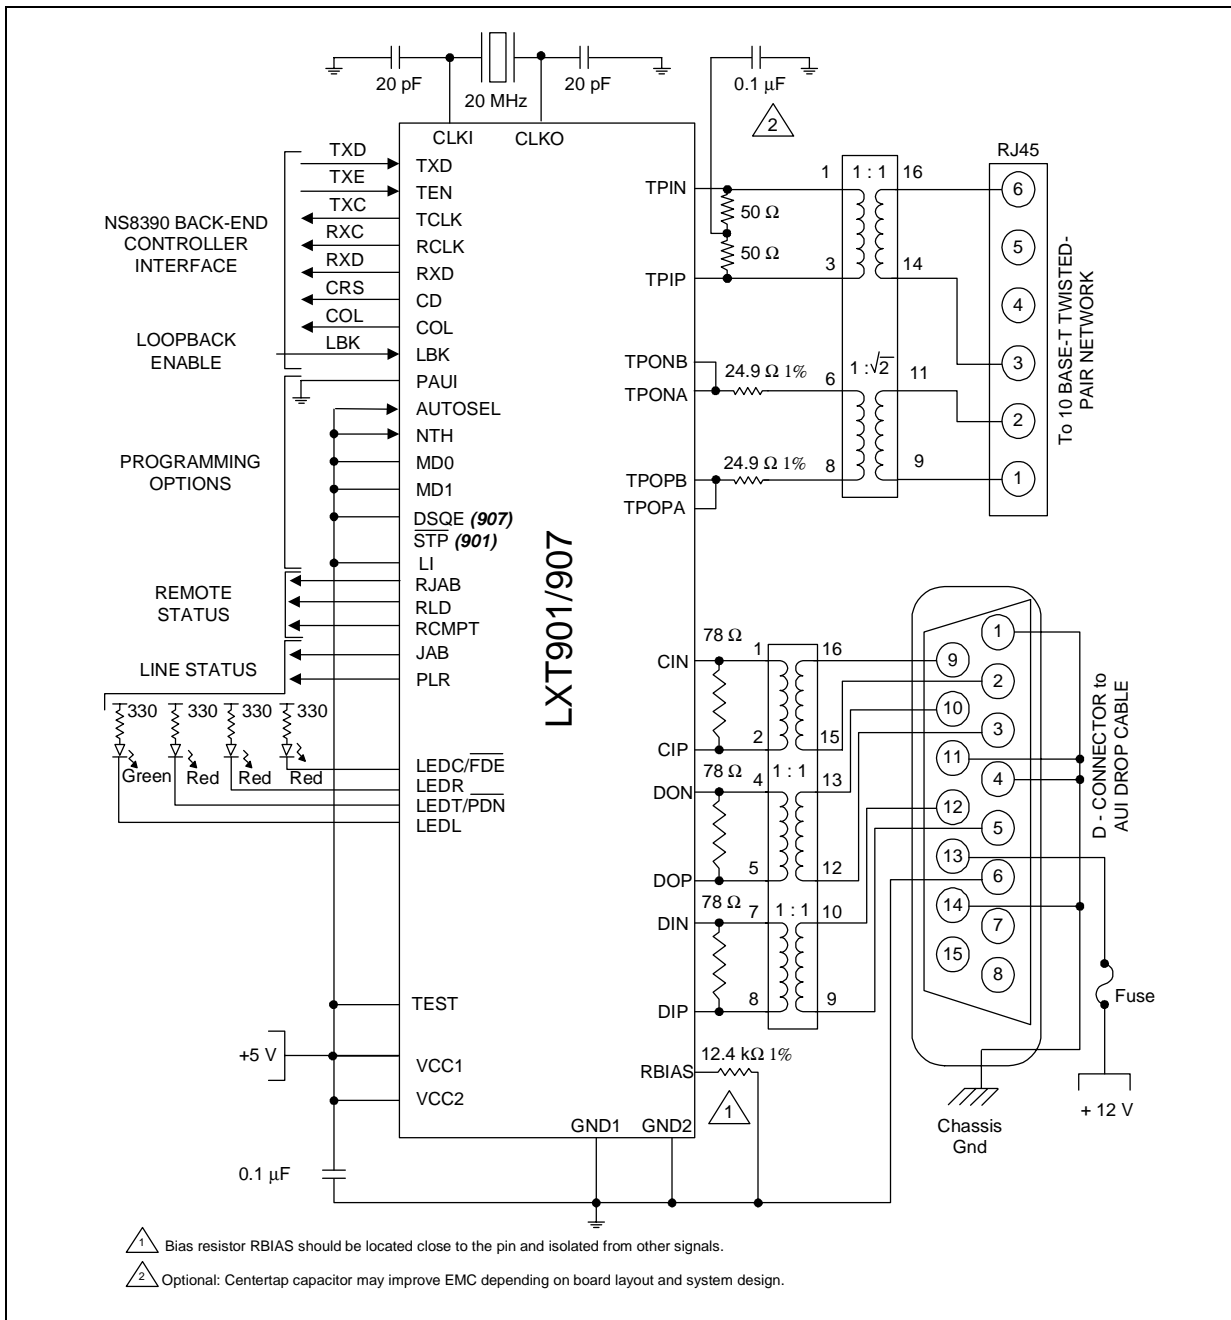 20 pF
20 MHz
20 pF
0.1 µF
2
CLKI
CLKO
NS8390 BACK-END
CONTROLLER
INTERFACE
LOOPBACK
ENABLE
PROGRAMMING
OPTIONS
REMOTE
STATUS
LINE STATUS
TXD
TXE
TXC
RXC
RXD
CRS
COL
LBK
TXD
TEN
TCLK
RCLK
RXD
CD
COL
LBK
PAUI
AUTOSEL
NTH
MD0
MD1
DSQE (907)
STP (901)
LI
RJAB
RLD
RCMPT
JAB
PLR
330
330
330
330
Green
Red
Red
Red
LEDC/FDE
LEDR
LEDT/PDN
LEDL
TEST
+5 V
VCC1
VCC2
0.1 µF
LXT901/907
GND1
GND2
TPIN
50 Ω
50 Ω
TPIP
1
1 : 1
16
3
14
TPONB
TPONA
24.9 Ω 1%
6
1 :√2
11
TPOPB
TPOPA
24.9 Ω 1%
8
9
RJ45
6
5
4
3
2
1
To 10 BASE-T TWISTED-
PAIR NETWORK
78 Ω
CIN
1
16
CIP
2
15
78 Ω
1 : 1
DON
4
13
DOP
5
12
78 Ω
1 : 1
DIN
7
10
DIP
8
9
RBIAS
12.4 kΩ 1%
1
1
9
2
10
3
11
4
12
5
13
6
14
7
15
8
D - CONNECTOR to
AUI DROP CABLE
Fuse
+ 12 V
Chassis
Gnd
1 Bias resistor RBIAS should be located close to the pin and isolated from other signals.
2 Optional: Centertap capacitor may improve EMC depending on board layout and system design.